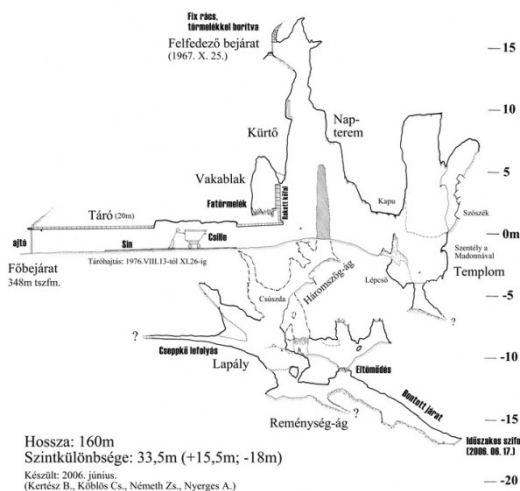 Fix rács,
törmelékkel borítva
Felfedező bejárat
(1967. X. 25.)
15
10
Kürtő
Nap-
terem
Vakablak
5
Fatörmelék
Rakott kőfal
Kapu
Szószék
Táró (20m)
0m
ajtó
Sín
Csille
Szentély a
Madonnával
Főbejárat
348m tszfm.
Táróhajtás: 1976.VIII.13-tól XI.26-ig
Lépcső
Templom
Csúszda
Háromszög-ág
-5
?
?
Cseppkő lefolyás
Lapály
-10
Eltömődés
Bontott járat
Reménység-ág
?
-15
Időszakos szifo
(2006. 06. 17.)
Hossza: 160m
Szintkülönbsége: 33,5m (+15,5m; -18m)
Készült: 2006. június.
(Kertész B., Köblös Cs., Németh Zs., Nyerges A.)
-20